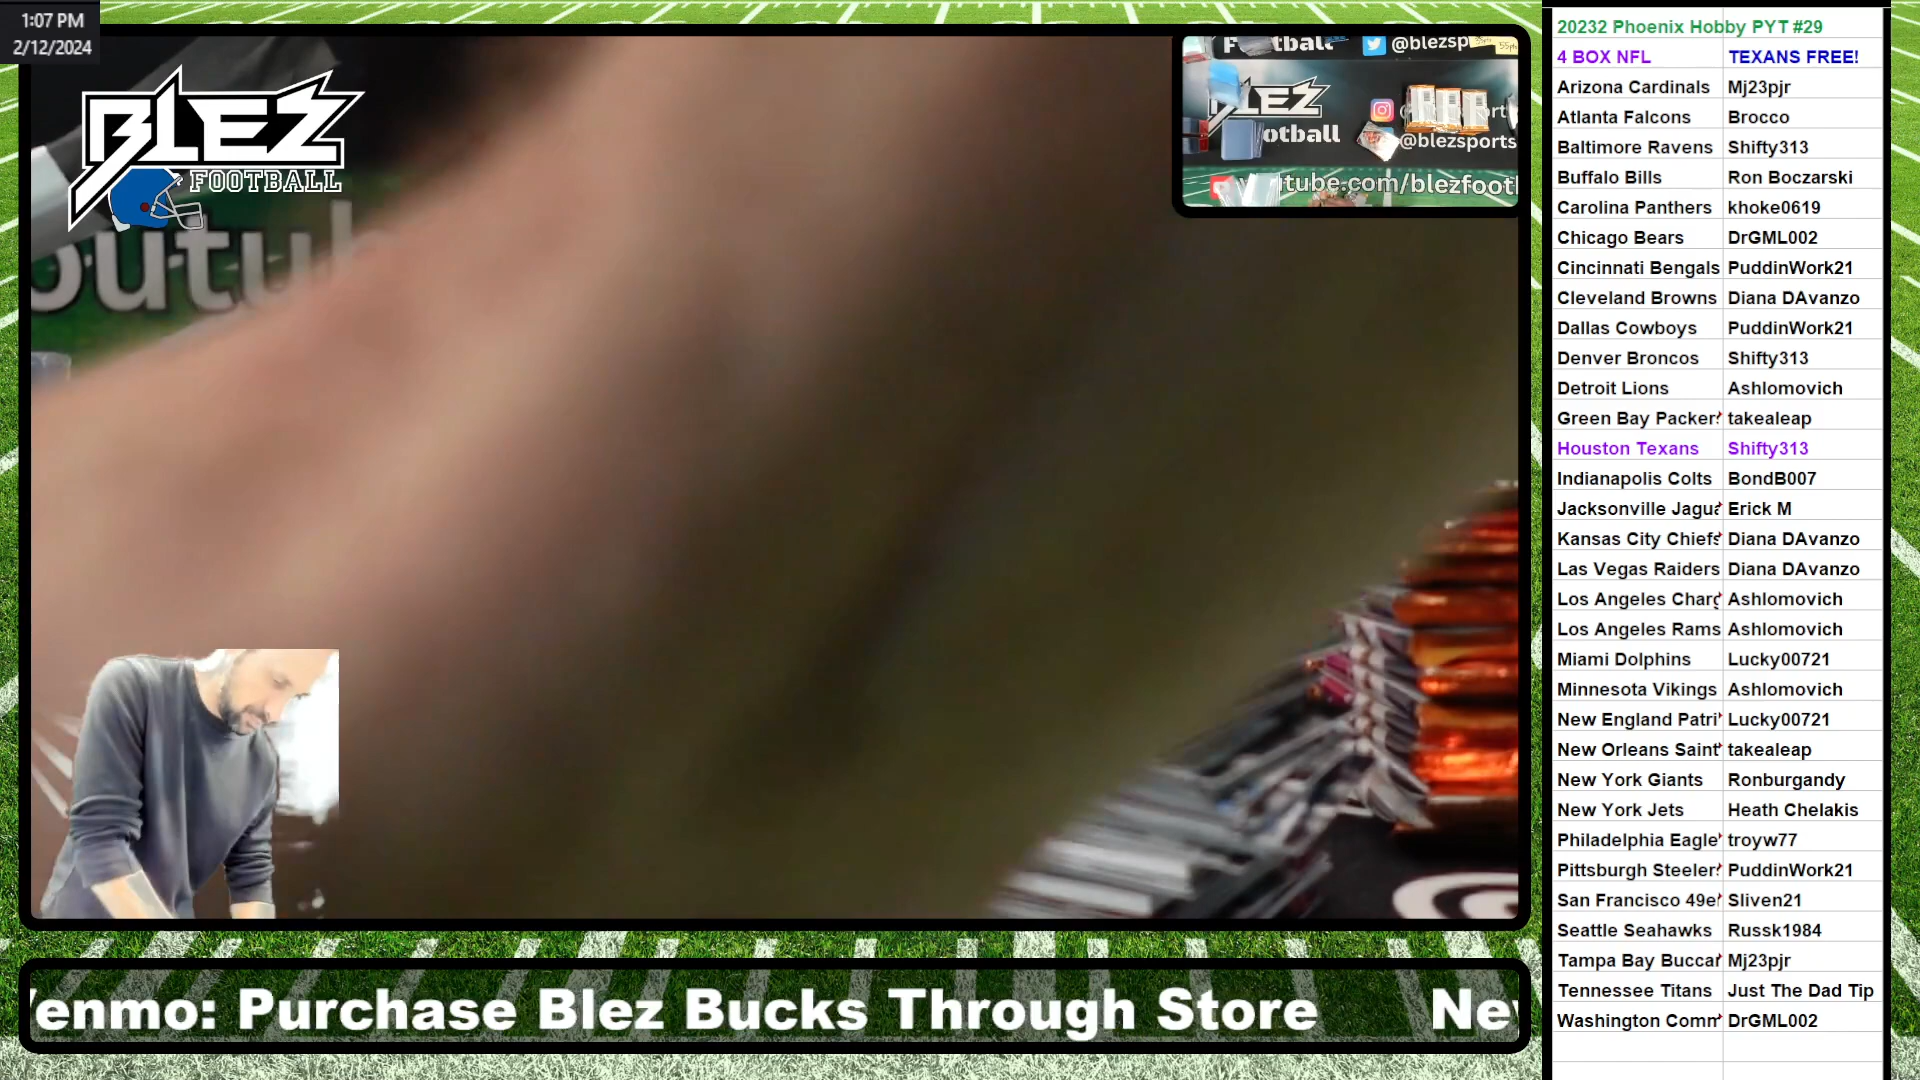 1:07 PM
2/12/2024
BLEZ
FOOTBALL
outu
Football
@blezsp
BLEZ
otball
@blezsports
tube.com/blezfootl
20232 Phoenix Hobby PYT #29
4 BOX NFL TEXANS FREE!
Arizona Cardinals Mj23pjr
Atlanta Falcons Brocco
Baltimore Ravens Shifty313
Buffalo Bills Ron Boczarski
Carolina Panthers khoke0619
Chicago Bears DrGML002
Cincinnati Bengals PuddinWork21
Cleveland Browns Diana DAvanzo
Dallas Cowboys PuddinWork21
Denver Broncos Shifty313
Detroit Lions Ashlomovich
Green Bay Packer takealeap
Houston Texans Shifty313
Indianapolis Colts BondB007
Jacksonville Jagua Erick M
Kansas City Chiefs Diana DAvanzo
Las Vegas Raiders Diana DAvanzo
Los Angeles Charg Ashlomovich
Los Angeles Rams Ashlomovich
Miami Dolphins Lucky00721
Minnesota Vikings Ashlomovich
New England Patri Lucky00721
New Orleans Saint takealeap
New York Giants Ronburgandy
New York Jets Heath Chelakis
Philadelphia Eagle troyw77
Pittsburgh Steeler PuddinWork21
San Francisco 49e Sliven21
Seattle Seahawks Russk1984
Tampa Bay Buccar Mj23pjr
Tennessee Titans Just The Dad Tip
Washington Comm DrGML002
enmo: Purchase Blez Bucks Through Store Ne